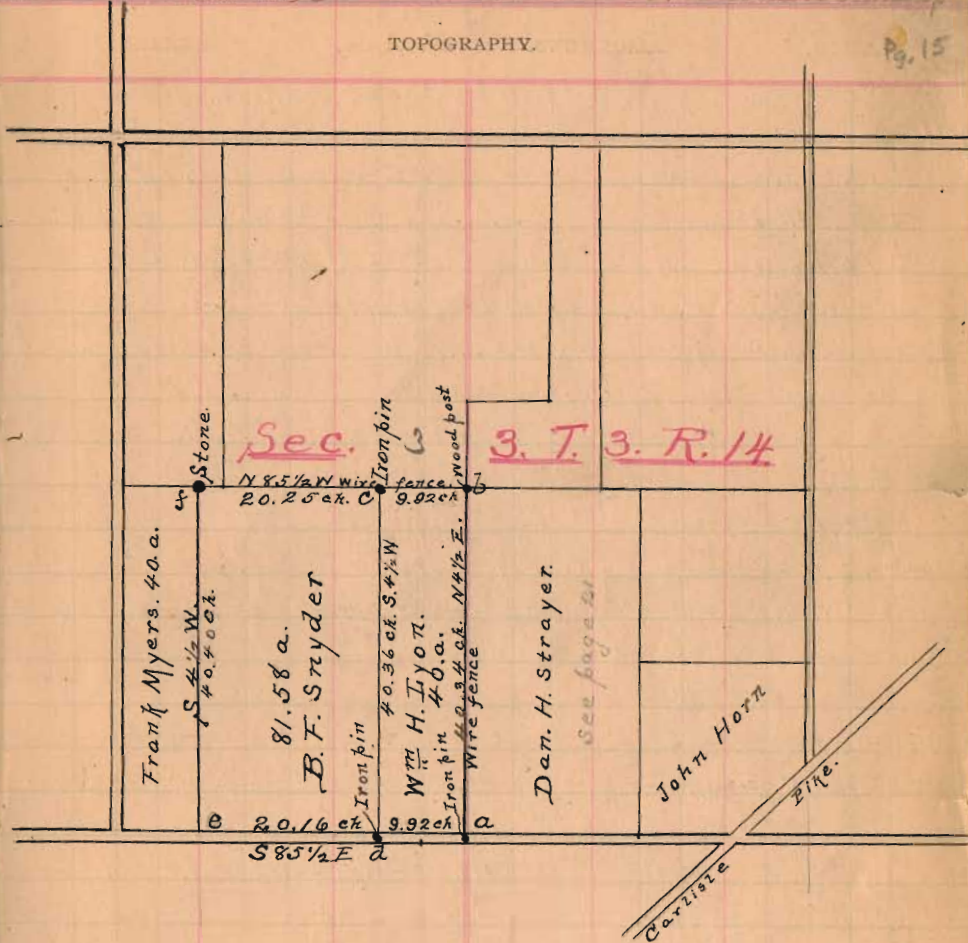 TOPOGRAPHY.
Pg. 15
Stone.
Sec. 3. T. 3. R. 14
3
Iron pin
Wood post
N 85½ W Wire fence.
20.25 ch. C 9.92 ch b
f
Frank Myers. 40.a.
S. 4½ W.
40.40 ch.
81.58 a.
B.F. Snyder
Iron pin
40.36 ch. S. 4½ W
Wm H. Lyon.
40.a.
Iron pin
40.34 ch. N 4½ E.
Wire fence
Dan. H. Strayer.
see page
John Horn
e 20.16 ch 9.92 ch a
S 85½ E d
Carlisle Pike.